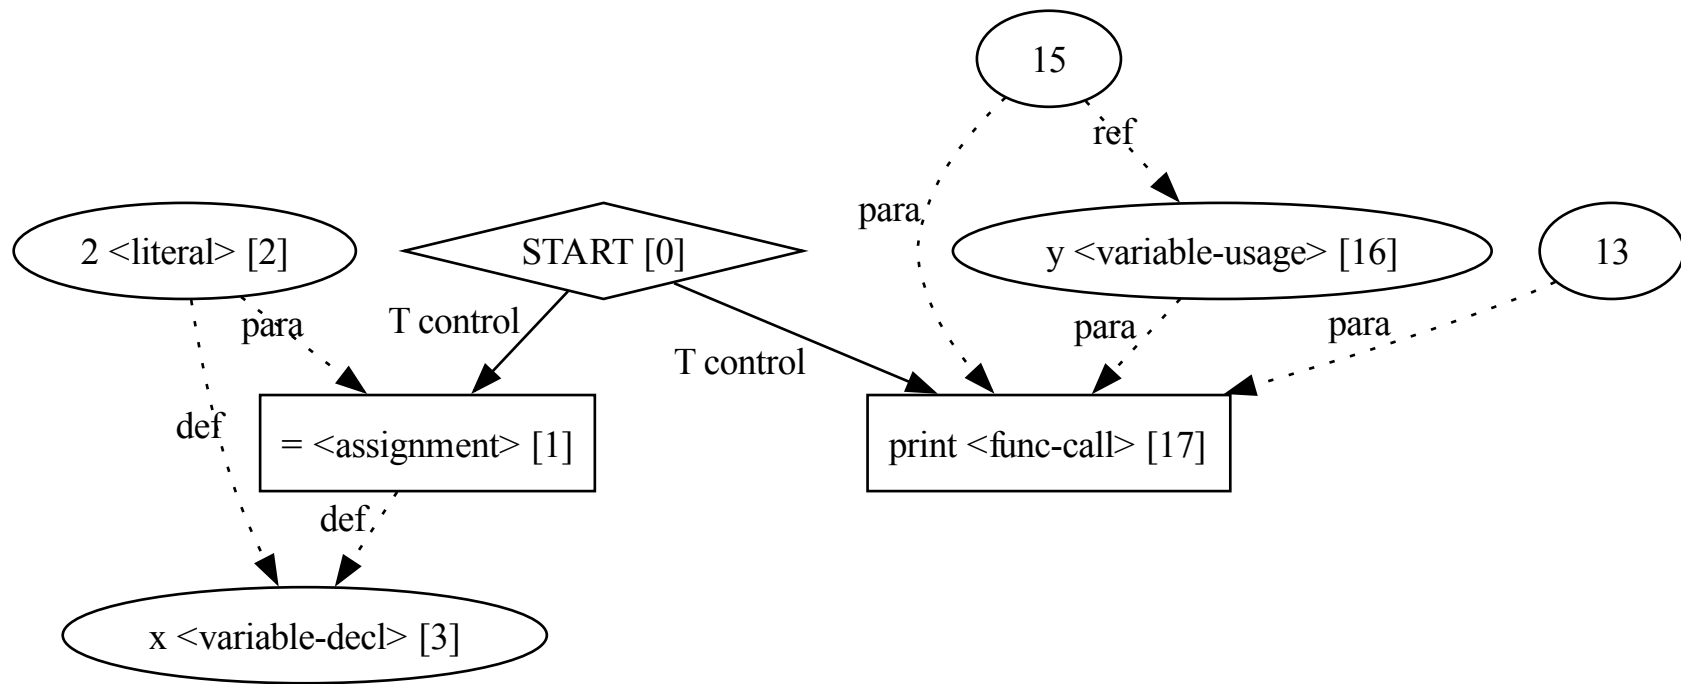 15
ref
para
2 <literal> [2]
START [0]
y <variable-usage> [16]
13
para
T control
para
para
T control
def
= <assignment> [1]
print <func-call> [17]
def
x <variable-decl> [3]